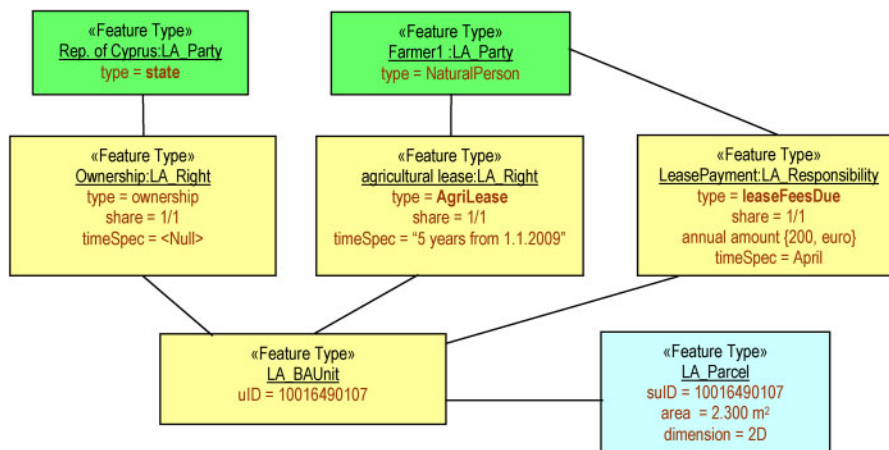 «Feature Type»
Rep. of Cyprus:LA_Party
type = state
«Feature Type»
Farmer1 :LA_Party
type = NaturalPerson
«Feature Type»
Ownership:LA_Right
type = ownership
share = 1/1
timeSpec = <Null>
«Feature Type»
agricultural lease:LA_Right
type = AgriLease
share = 1/1
timeSpec = “5 years from 1.1.2009”
«Feature Type»
LeasePayment:LA_Responsibility
type = leaseFeesDue
share = 1/1
annual amount {200, euro}
timeSpec = April
«Feature Type»
LA_BAUnit
uID = 10016490107
«Feature Type»
LA_Parcel
suID = 10016490107
area = 2.300 m²
dimension = 2D